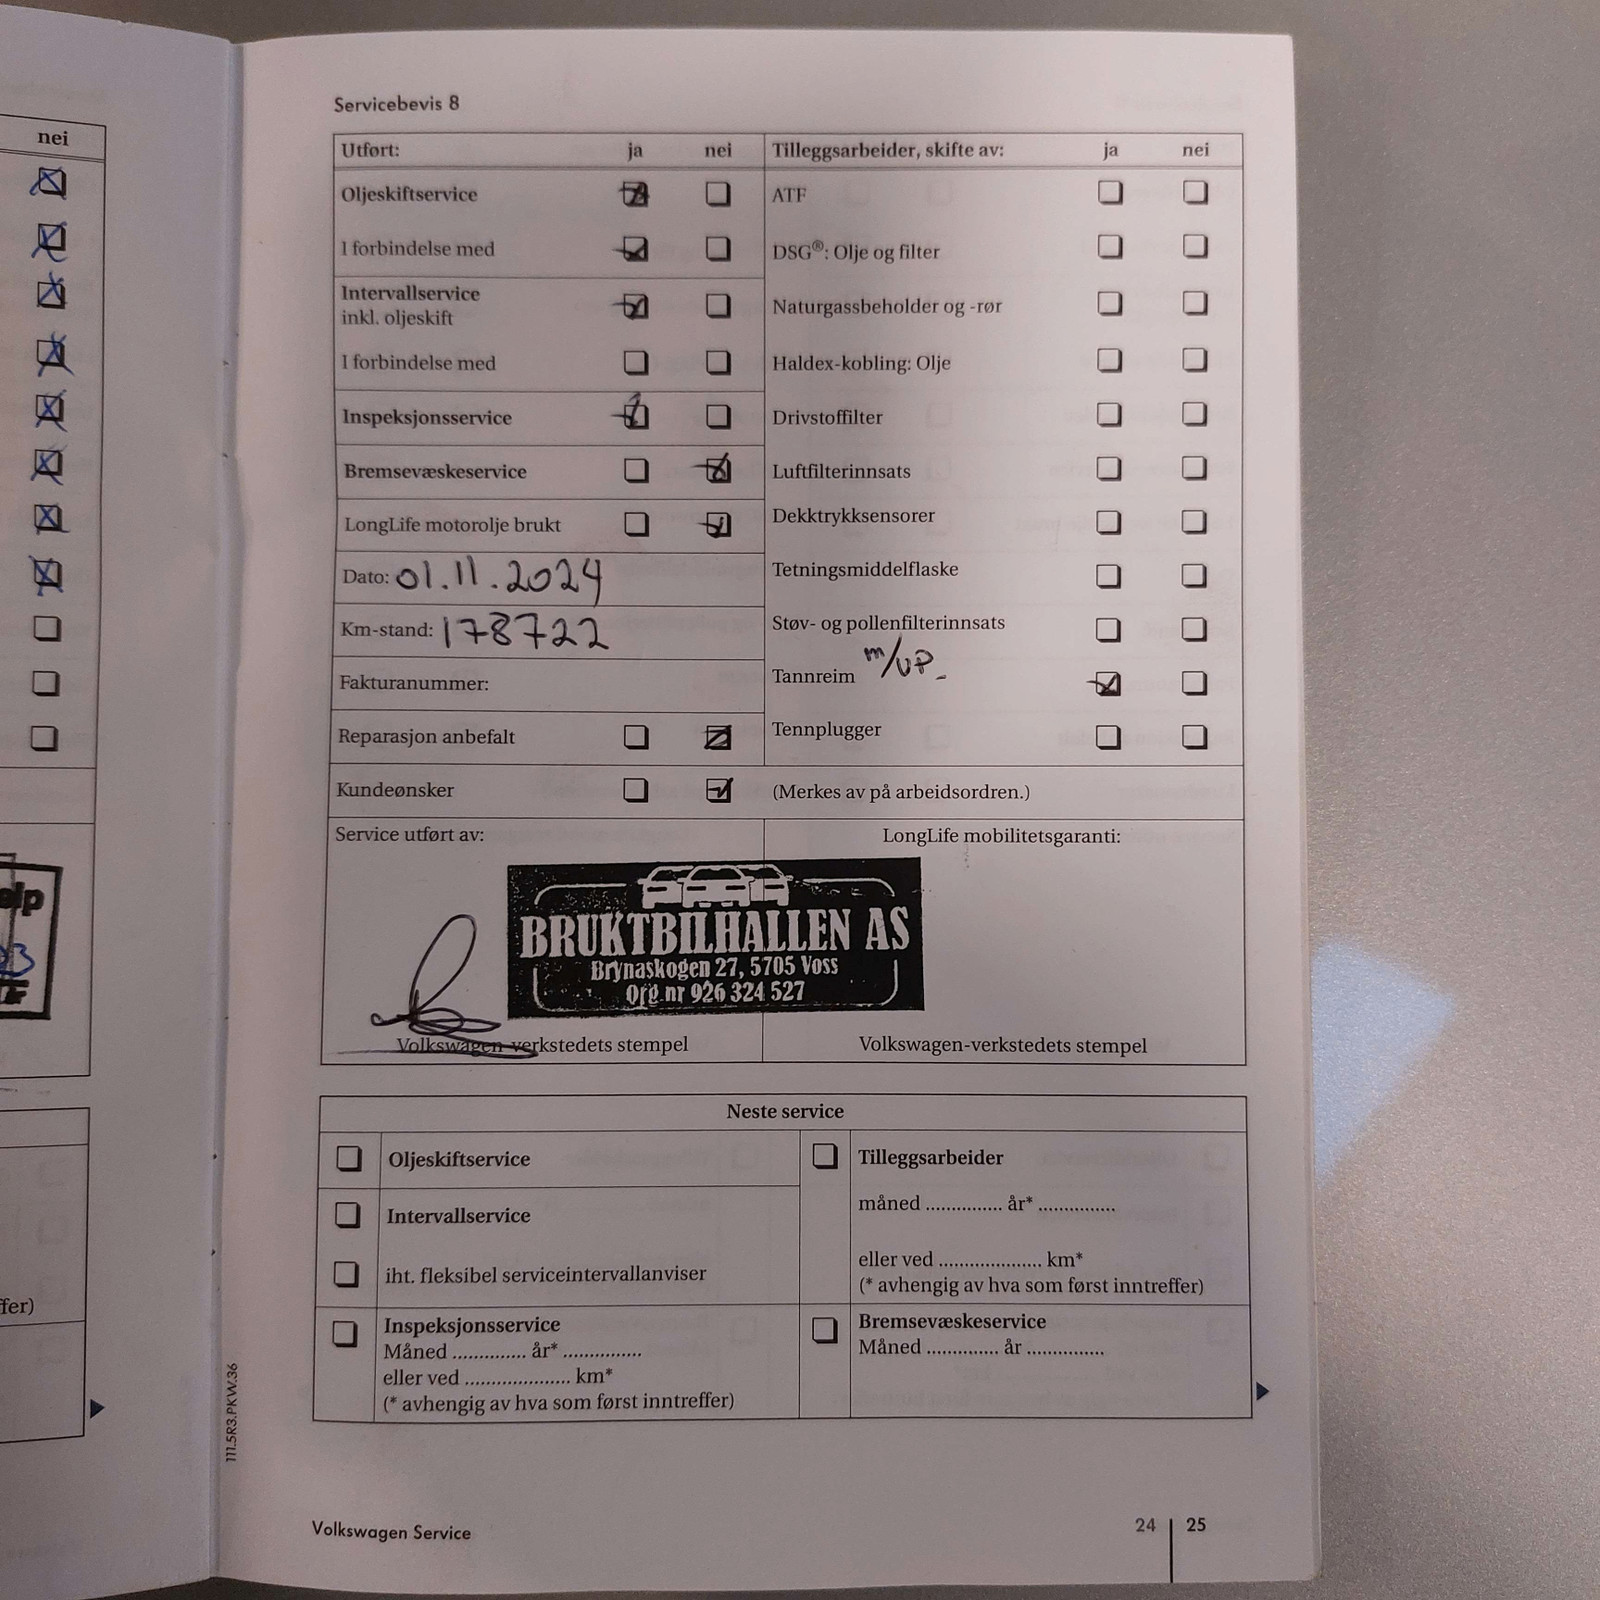 nei
elp
fer)
Servicebevis 8
Utført: ja nei
Oljeskiftservice
I forbindelse med
Intervallservice
inkl. oljeskift
I forbindelse med
Inspeksjonsservice
Bremsevæskeservice
LongLife motorolje brukt
Dato: 01.11.2024
Km-stand: 178722
Fakturanummer:
Reparasjon anbefalt
Kundeønsker
Tilleggsarbeider, skifte av: ja nei
ATF
DSG®: Olje og filter
Naturgassbeholder og -rør
Haldex-kobling: Olje
Drivstoffilter
Luftfilterinnsats
Dekktrykksensorer
Tetningsmiddelflaske
Støv- og pollenfilterinnsats
Tannreim m/VP-
Tennplugger
(Merkes av på arbeidsordren.)
Service utført av:
LongLife mobilitetsgaranti:
BRUKTBILHALLEN AS
Brynaskogen 27, 5705 Voss
Org nr 926 324 527
Volkswagen-verkstedets stempel
Volkswagen-verkstedets stempel
Neste service
Oljeskiftservice
Intervallservice
iht. fleksibel serviceintervallanviser
Inspeksjonsservice
Måned .............. år* ...............
eller ved .................... km*
(* avhengig av hva som først inntreffer)
Tilleggsarbeider
måned ............... år* ...............
eller ved .................... km*
(* avhengig av hva som først inntreffer)
Bremsevæskeservice
Måned .............. år ...............
111.5R3.PKW.36
Volkswagen Service
24 25